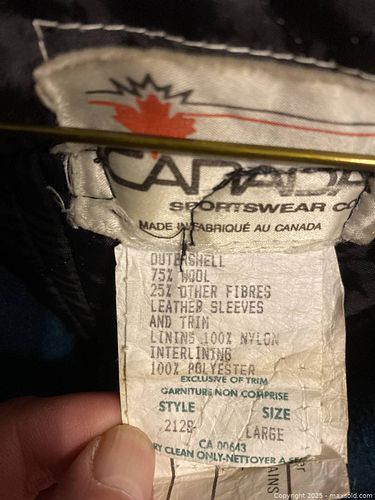 CANADA
SPORTSWEAR CO
MADE IN/FABRIQUÉ AU CANADA
OUTERSHELL
75% WOOL
25% OTHER FIBRES
LEATHER SLEEVES
AND TRIM
LINING 100% NYLON
INTERLINING
100% POLYESTER
EXCLUSIVE OF TRIM
GARNITURE NON COMPRISE
STYLE SIZE
2129- LARGE
CA 00643
RY CLEAN ONLY-NETTOYER A SE
Copyright 2025 - maxsold.com